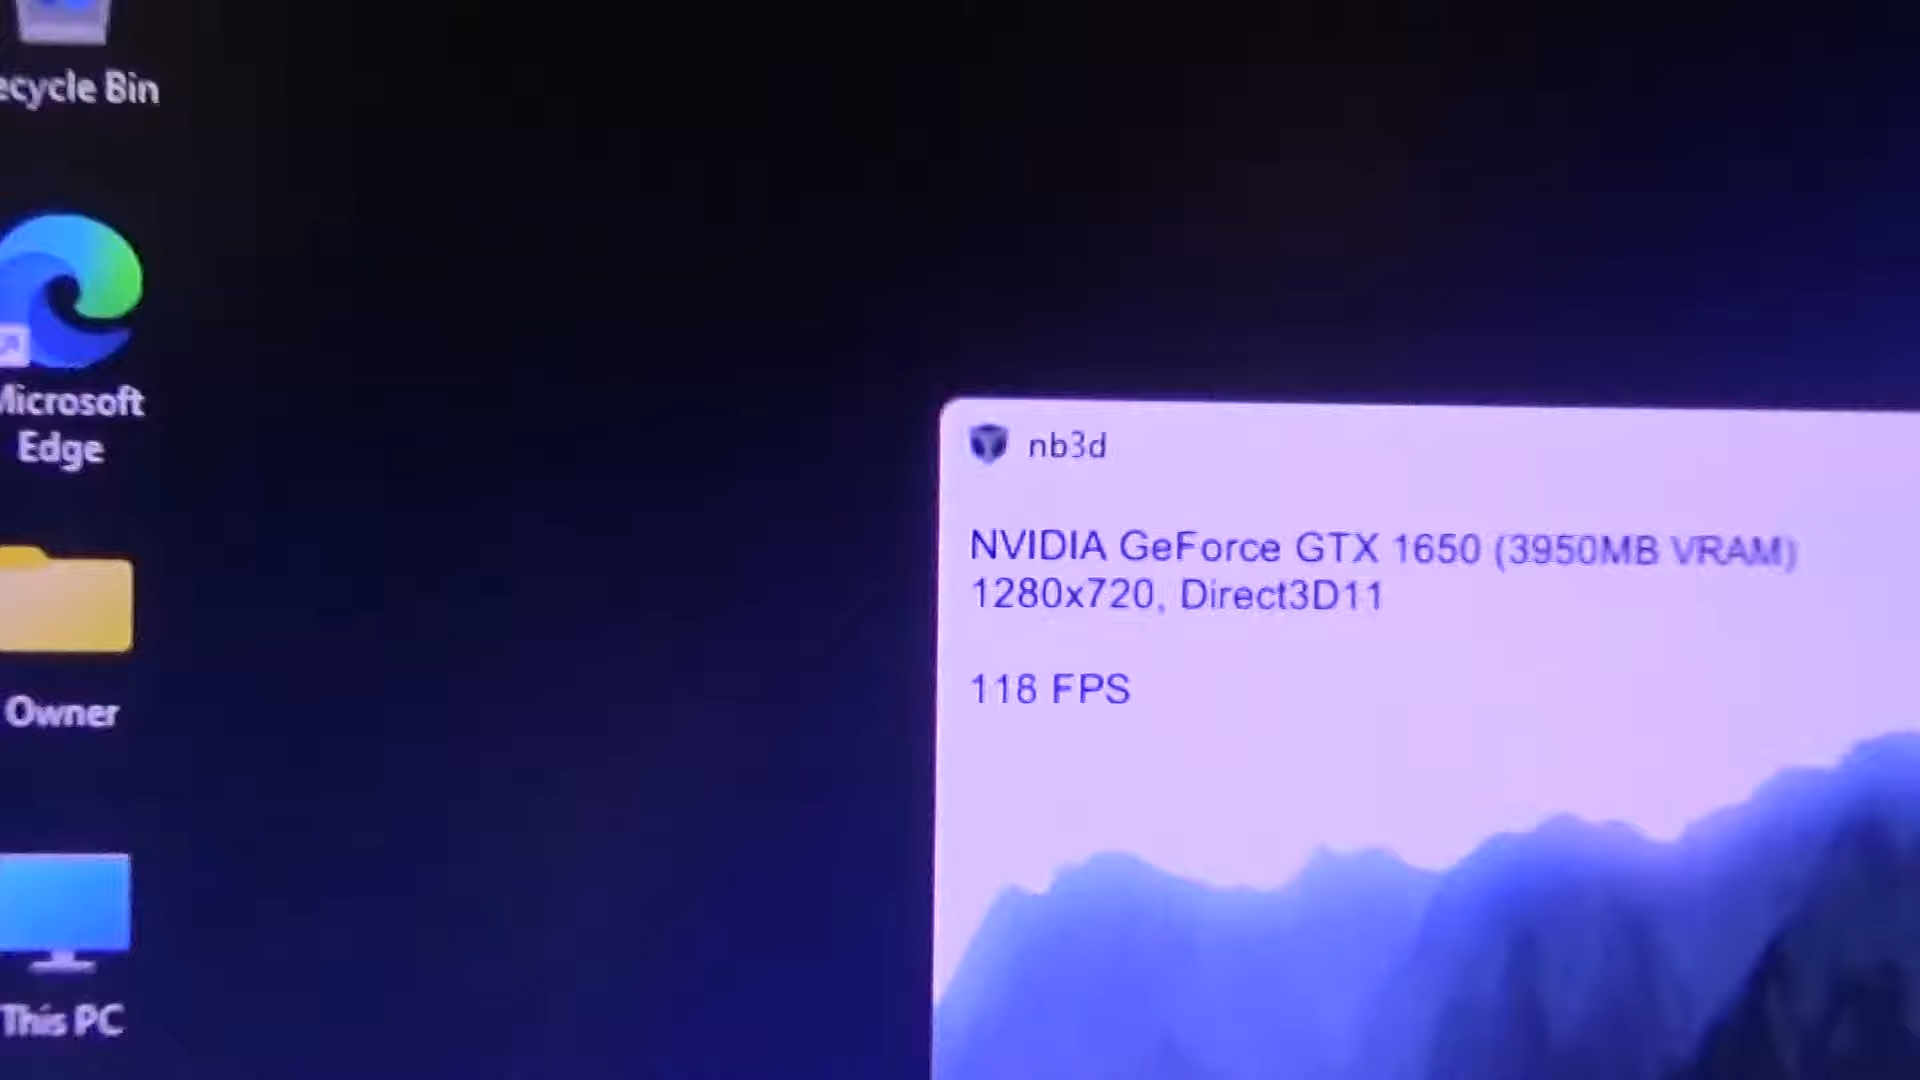 ecycle Bin
Microsoft
Edge
Owner
This PC
nb3d
NVIDIA GeForce GTX 1650 (3950MB VRAM)
1280x720, Direct3D11
118 FPS